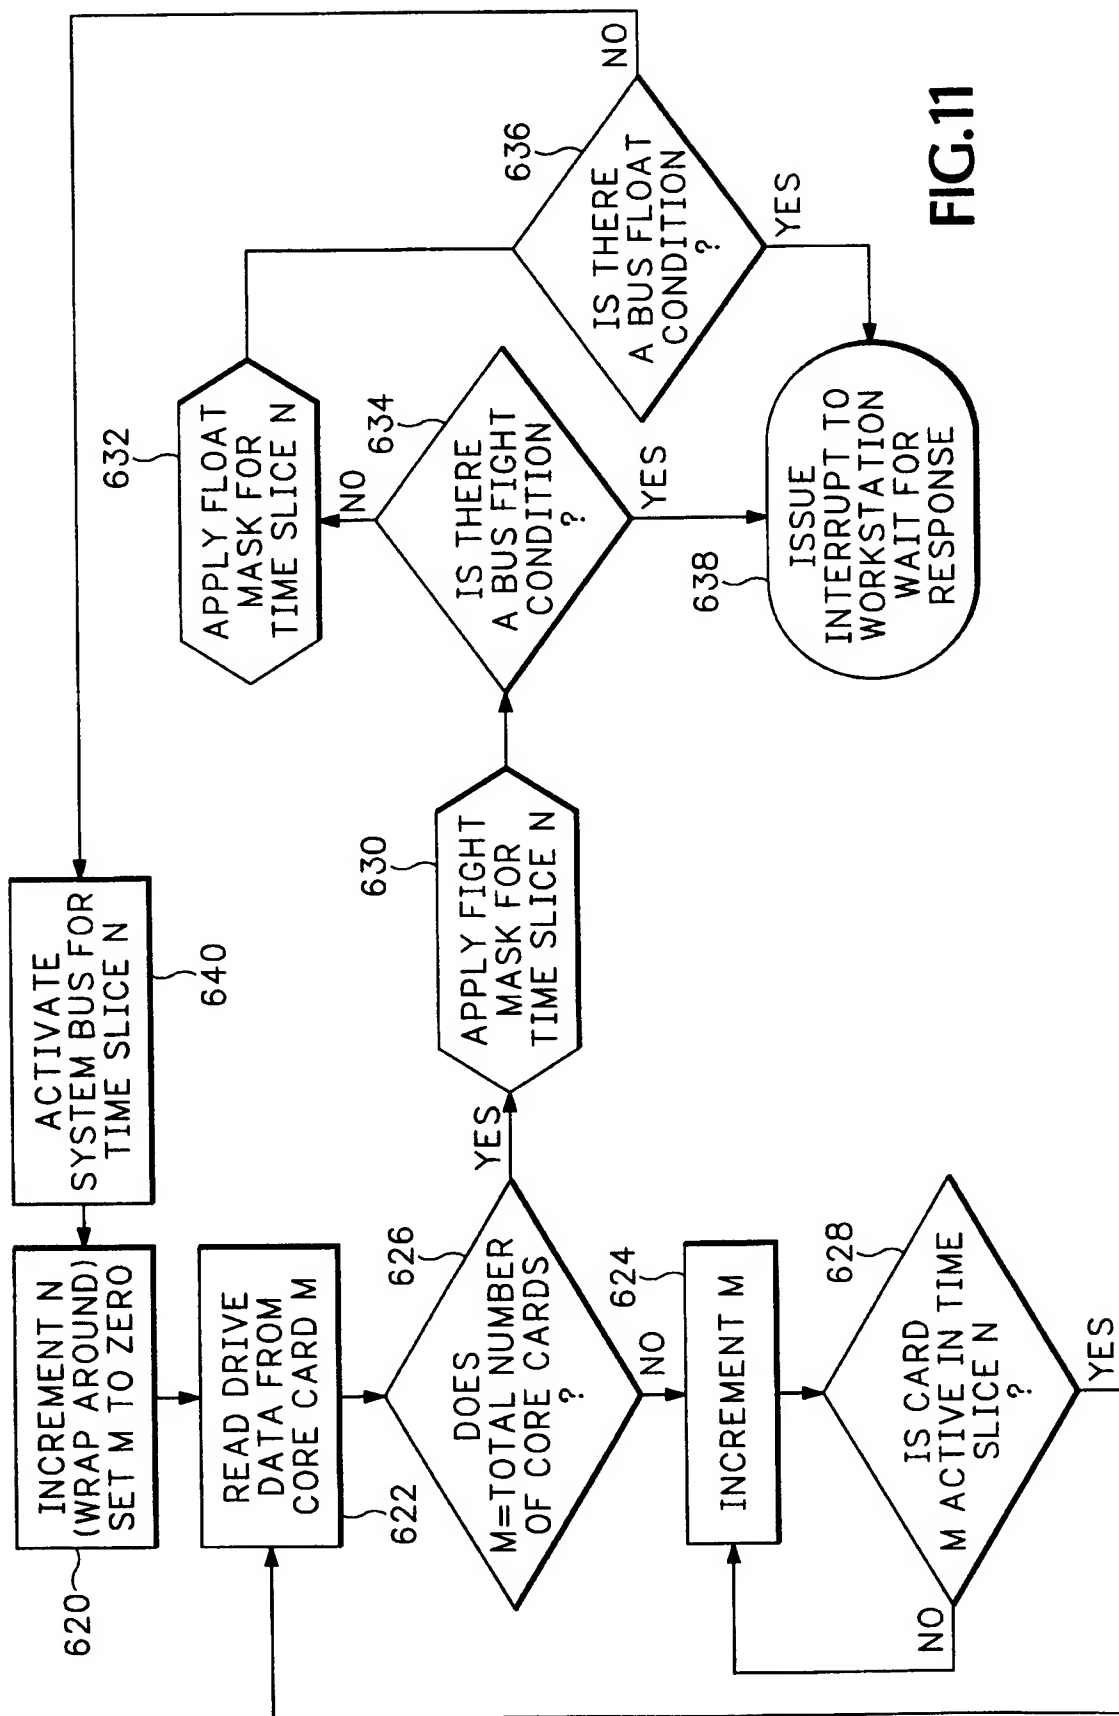 620
INCREMENT N
(WRAP AROUND)
SET M TO ZERO
ACTIVATE
SYSTEM BUS FOR
TIME SLICE N
640
READ DRIVE
DATA FROM
CORE CARD M
622
DOES
M=TOTAL NUMBER
OF CORE CARDS
?
626
YES
NO
624
INCREMENT M
IS CARD
M ACTIVE IN TIME
SLICE N
?
628
NO
YES
630
APPLY FIGHT
MASK FOR
TIME SLICE N
632
APPLY FLOAT
MASK FOR
TIME SLICE N
NO
634
IS THERE
A BUS FIGHT
CONDITION
?
YES
636
IS THERE
A BUS FLOAT
CONDITION
?
NO
YES
638
ISSUE
INTERRUPT TO
WORKSTATION
WAIT FOR
RESPONSE
FIG.11